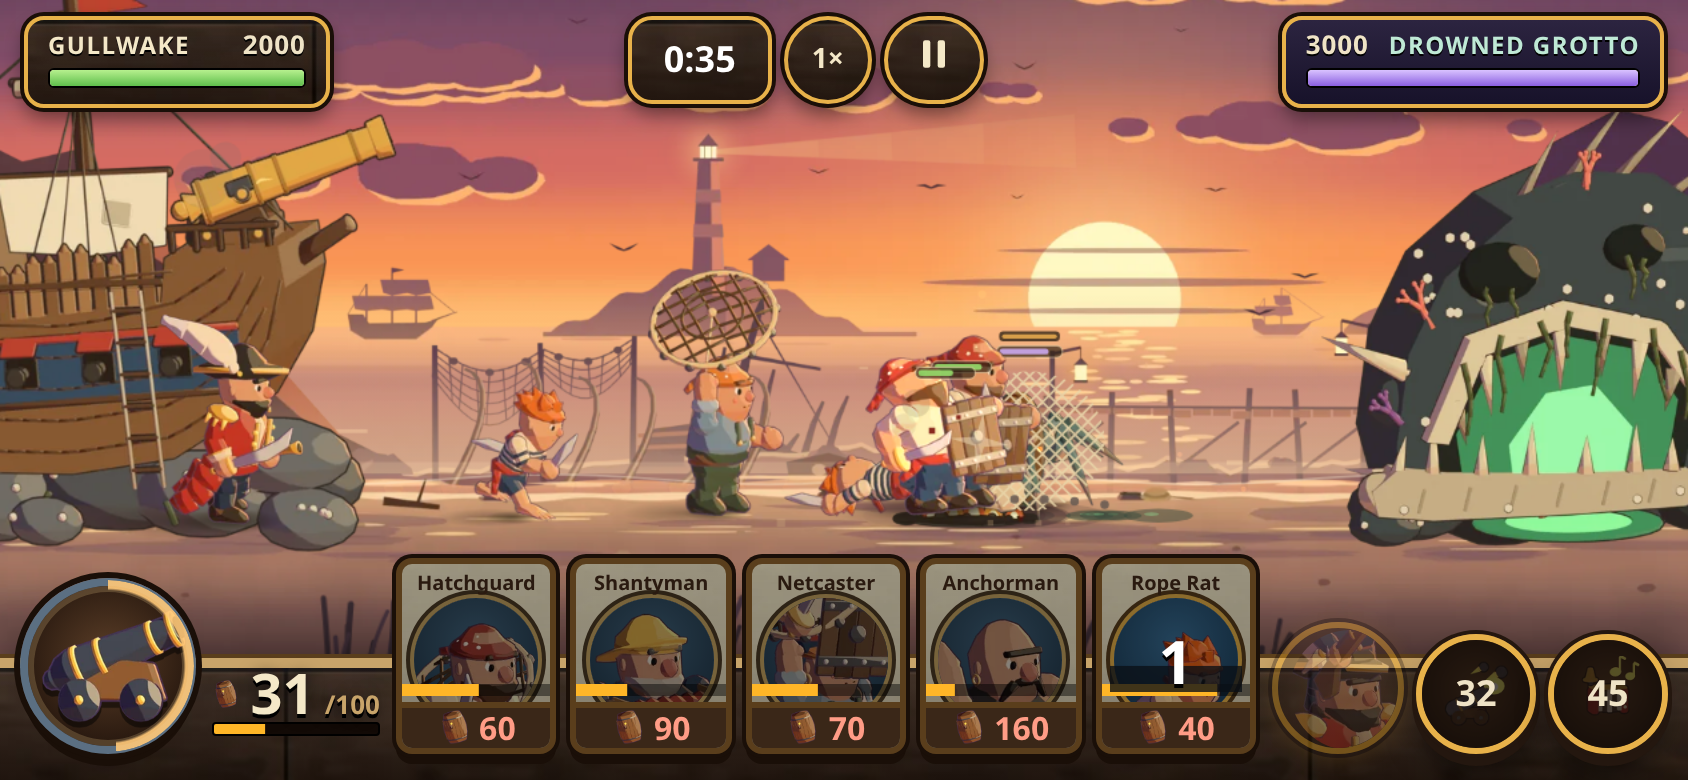 GULLWAKE 2000
0:35
1×
3000 DROWNED GROTTO
31 /100
Hatchguard
60
Shantyman
90
Netcaster
70
Anchorman
160
Rope Rat
1
40
32
45